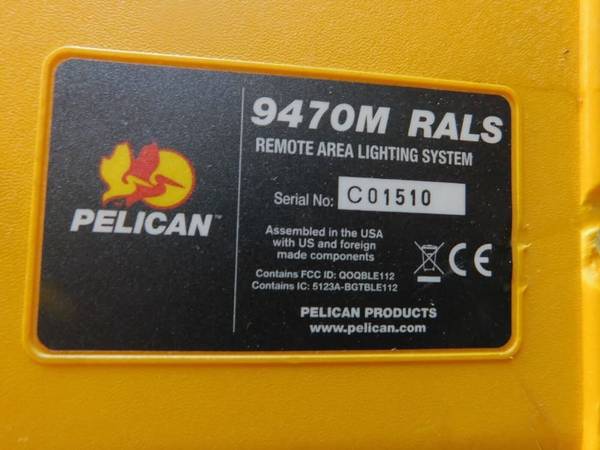 PELICAN™
9470M RALS
REMOTE AREA LIGHTING SYSTEM
Serial No: C01510
Assembled in the USA
with US and foreign
made components
CE
Contains FCC ID: QOQBLE112
Contains IC: 5123A-BGTBLE112
PELICAN PRODUCTS
www.pelican.com